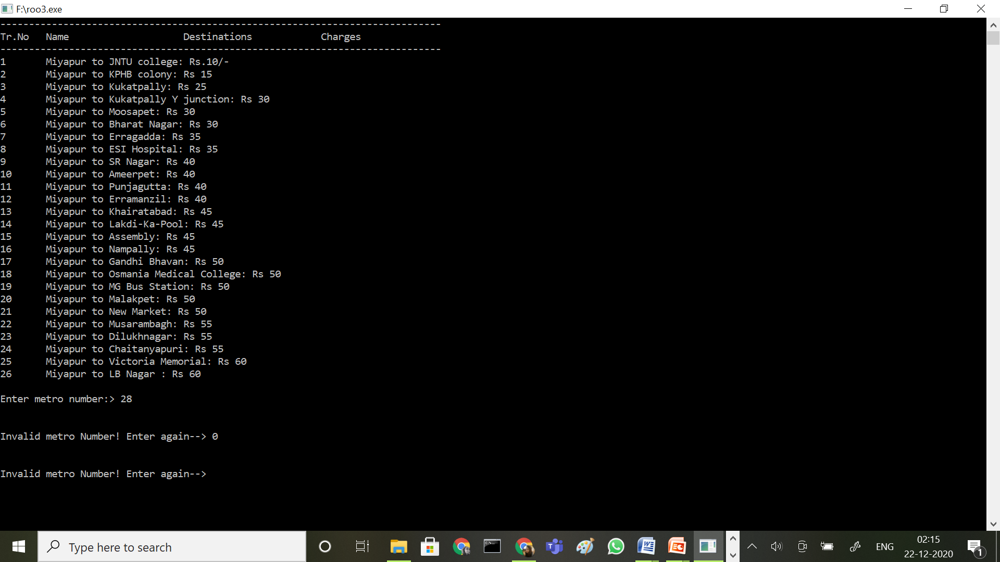 F:\roo3.exe
-----------------------------------------------------------------------------
Tr.No   Name                    Destinations            Charges
-----------------------------------------------------------------------------
1       Miyapur to JNTU college: Rs.10/-
2       Miyapur to KPHB colony: Rs 15
3       Miyapur to Kukatpally: Rs 25
4       Miyapur to Kukatpally Y junction: Rs 30
5       Miyapur to Moosapet: Rs 30
6       Miyapur to Bharat Nagar: Rs 30
7       Miyapur to Erragadda: Rs 35
8       Miyapur to ESI Hospital: Rs 35
9       Miyapur to SR Nagar: Rs 40
10      Miyapur to Ameerpet: Rs 40
11      Miyapur to Punjagutta: Rs 40
12      Miyapur to Erramanzil: Rs 40
13      Miyapur to Khairatabad: Rs 45
14      Miyapur to Lakdi-Ka-Pool: Rs 45
15      Miyapur to Assembly: Rs 45
16      Miyapur to Nampally: Rs 45
17      Miyapur to Gandhi Bhavan: Rs 50
18      Miyapur to Osmania Medical College: Rs 50
19      Miyapur to MG Bus Station: Rs 50
20      Miyapur to Malakpet: Rs 50
21      Miyapur to New Market: Rs 50
22      Miyapur to Musarambagh: Rs 55
23      Miyapur to Dilukhnagar: Rs 55
24      Miyapur to Chaitanyapuri: Rs 55
25      Miyapur to Victoria Memorial: Rs 60
26      Miyapur to LB Nagar : Rs 60
Enter metro number:> 28
Invalid metro Number! Enter again--> 0
Invalid metro Number! Enter again-->
Type here to search
ENG
02:15
22-12-2020
1